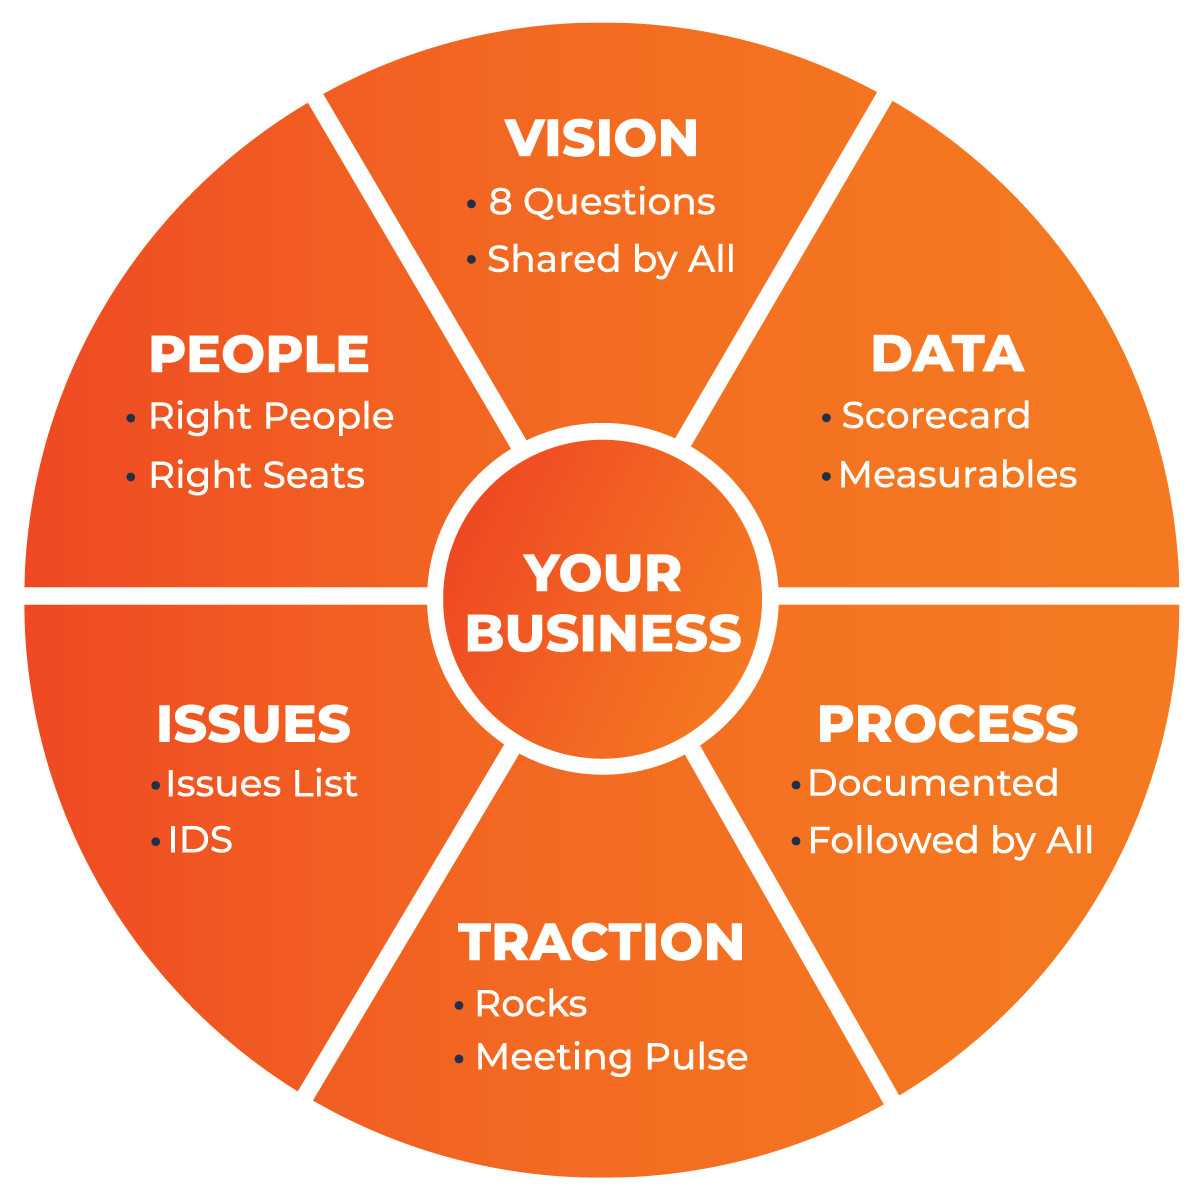 VISION
• 8 Questions
• Shared by All
PEOPLE
• Right People
• Right Seats
DATA
• Scorecard
• Measurables
YOUR
BUSINESS
ISSUES
• Issues List
• IDS
PROCESS
• Documented
• Followed by All
TRACTION
• Rocks
• Meeting Pulse